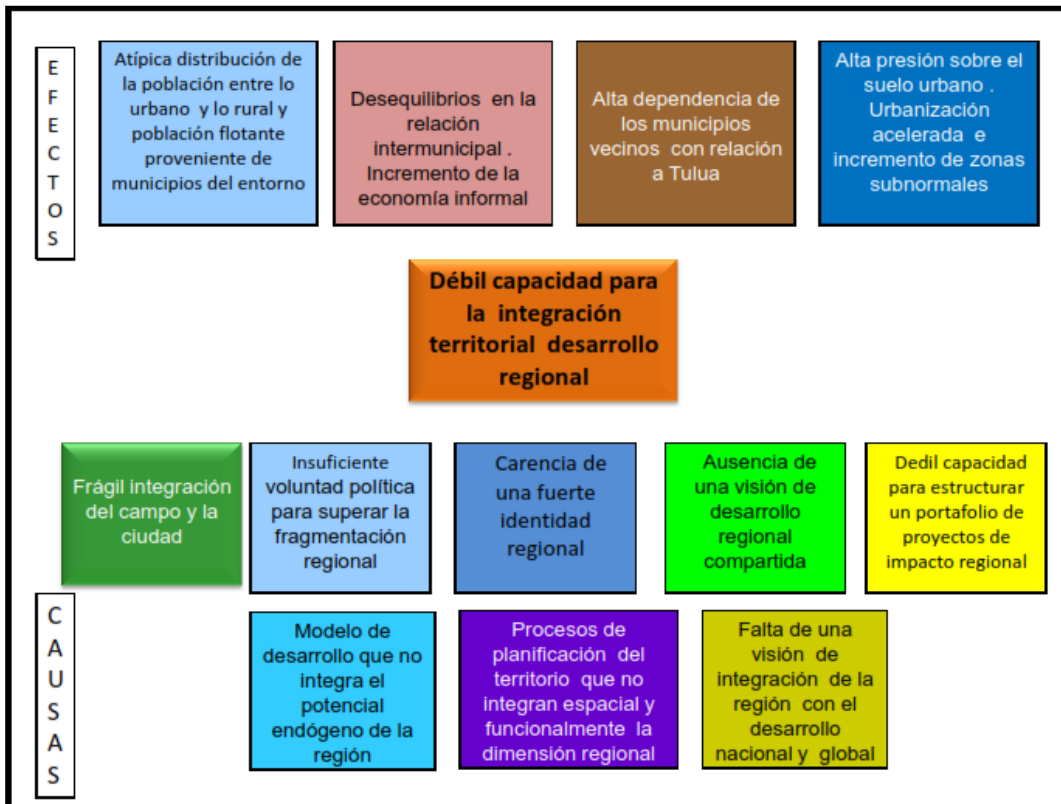 EFECTOS
Atípica distribución de
la población entre lo
urbano y lo rural y
población flotante
proveniente de
municipios del entorno
Desequilibrios en la
relación
intermunicipal .
Incremento de la
economía informal
Alta dependencia de
los municipios
vecinos con relación
a Tulua
Alta presión sobre el
suelo urbano .
Urbanización
acelerada e
incremento de zonas
subnormales
Débil capacidad para
la integración
territorial desarrollo
regional
Frágil integración
del campo y la
ciudad
Insuficiente
voluntad política
para superar la
fragmentación
regional
Carencia de
una fuerte
identidad
regional
Ausencia de
una visión de
desarrollo
regional
compartida
Dedil capacidad
para estructurar
un portafolio de
proyectos de
impacto regional
CAUSAS
Modelo de
desarrollo que no
integra el
potencial
endógeno de la
región
Procesos de
planificación del
territorio que no
integran espacial y
funcionalmente la
dimensión regional
Falta de una
visión de
integración de la
región con el
desarrollo
nacional y global